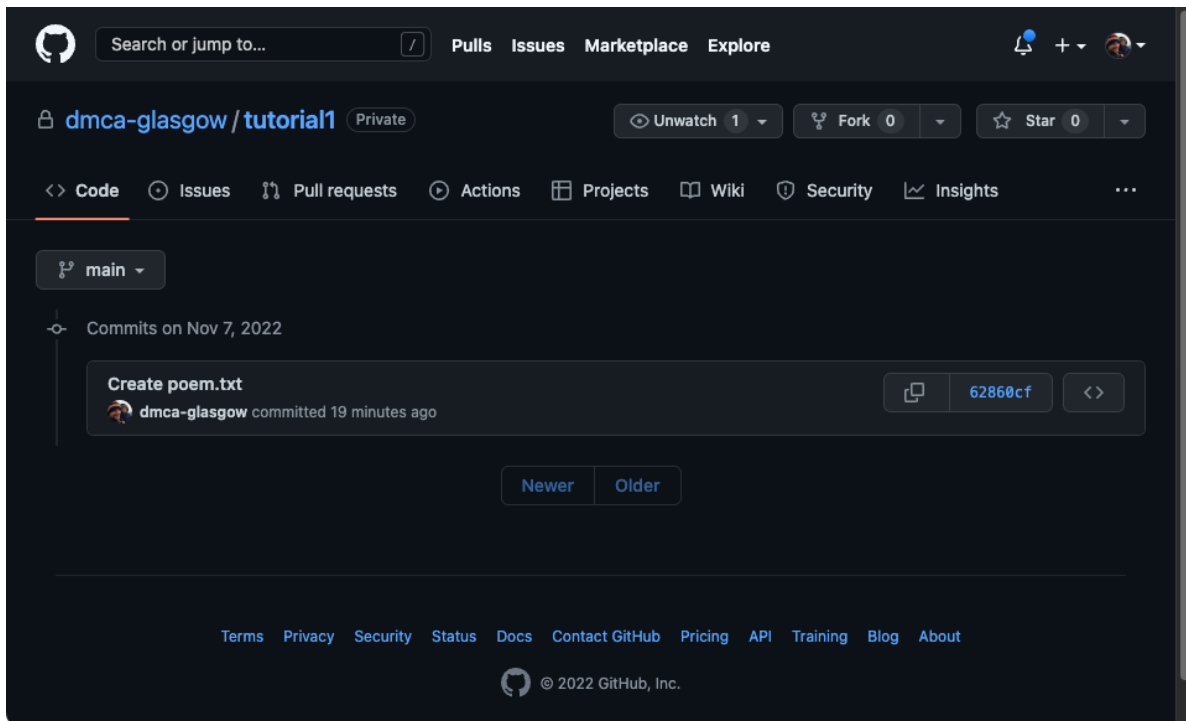 Search or jump to... / Pulls Issues Marketplace Explore
dmca-glasgow / tutorial1 Private Unwatch 1 Fork 0 Star 0
Code Issues Pull requests Actions Projects Wiki Security Insights
main
Commits on Nov 7, 2022
Create poem.txt
dmca-glasgow committed 19 minutes ago 62860cf
Newer Older
Terms Privacy Security Status Docs Contact GitHub Pricing API Training Blog About
© 2022 GitHub, Inc.